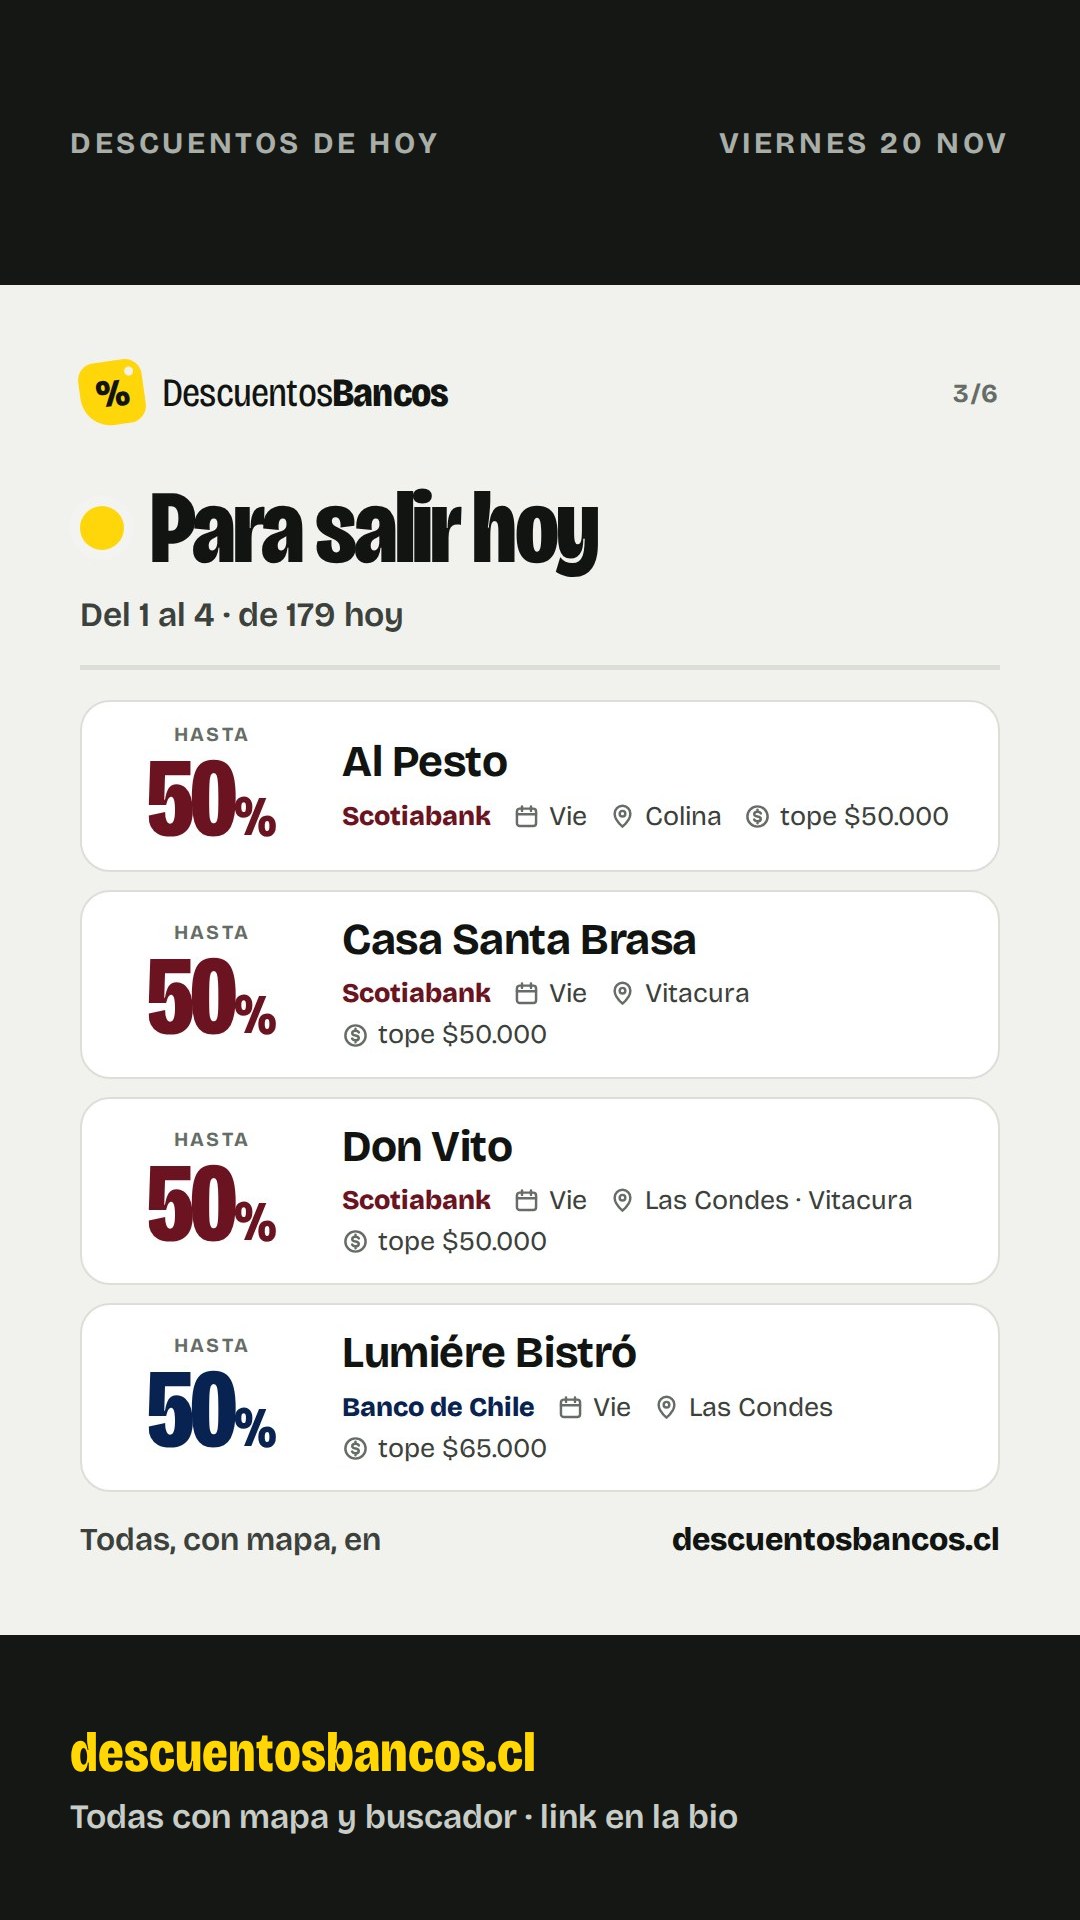 DESCUENTOS DE HOY
VIERNES 20 NOV
% DescuentosBancos
3/6
Para salir hoy
Del 1 al 4 · de 179 hoy
HASTA
50%
Al Pesto
Scotiabank Vie Colina tope $50.000
HASTA
50%
Casa Santa Brasa
Scotiabank Vie Vitacura
tope $50.000
HASTA
50%
Don Vito
Scotiabank Vie Las Condes · Vitacura
tope $50.000
HASTA
50%
Lumiére Bistró
Banco de Chile Vie Las Condes
tope $65.000
Todas, con mapa, en
descuentosbancos.cl
descuentosbancos.cl
Todas con mapa y buscador · link en la bio